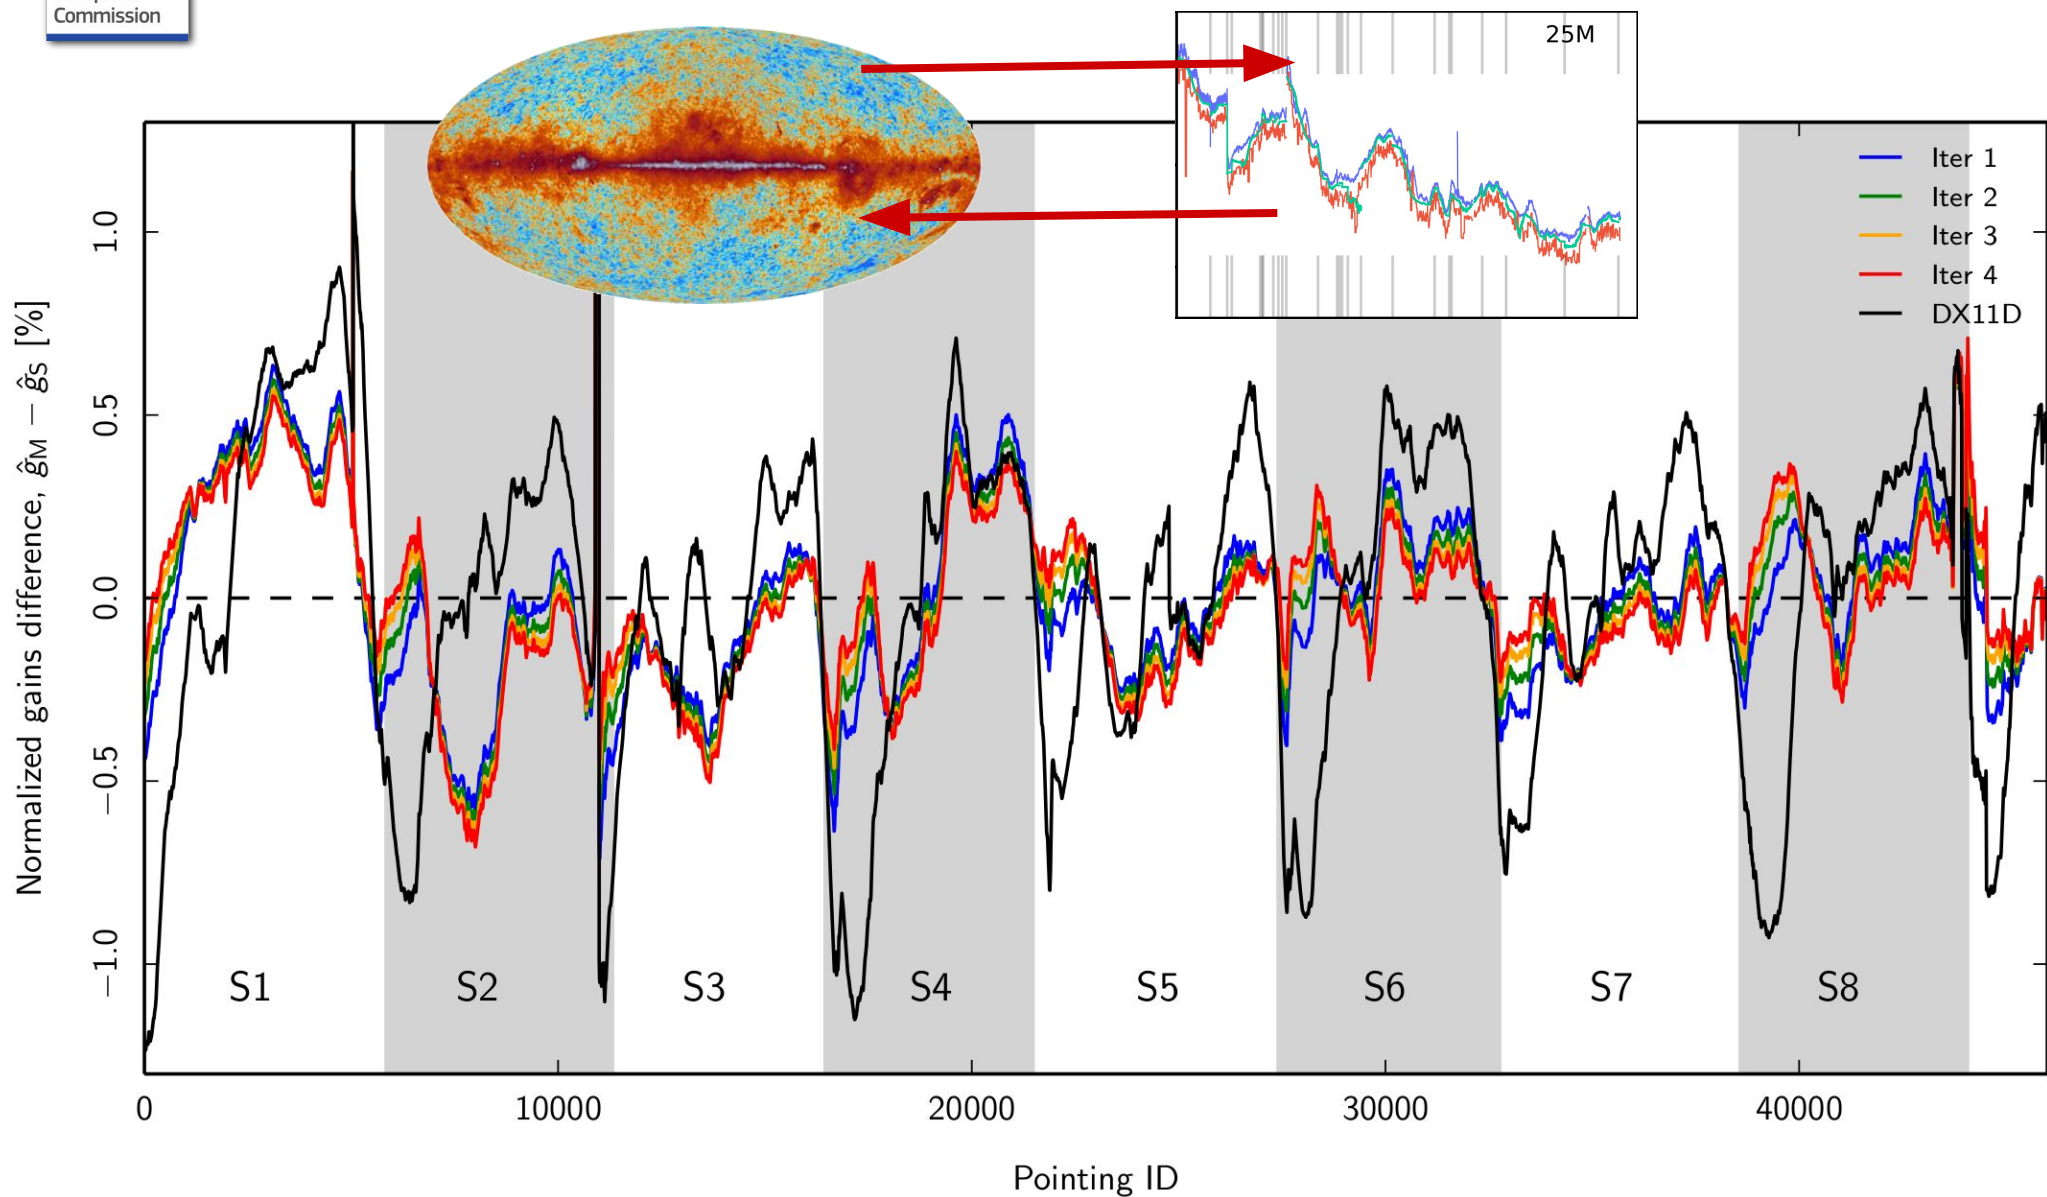 Commission
25M
Iter 1
Iter 2
Iter 3
Iter 4
DX11D
Normalized gains difference, ĝM − ĝS [%]
1.0
0.5
0.0
−0.5
−1.0
S1 S2 S3 S4 S5 S6 S7 S8
0 10000 20000 30000 40000
Pointing ID